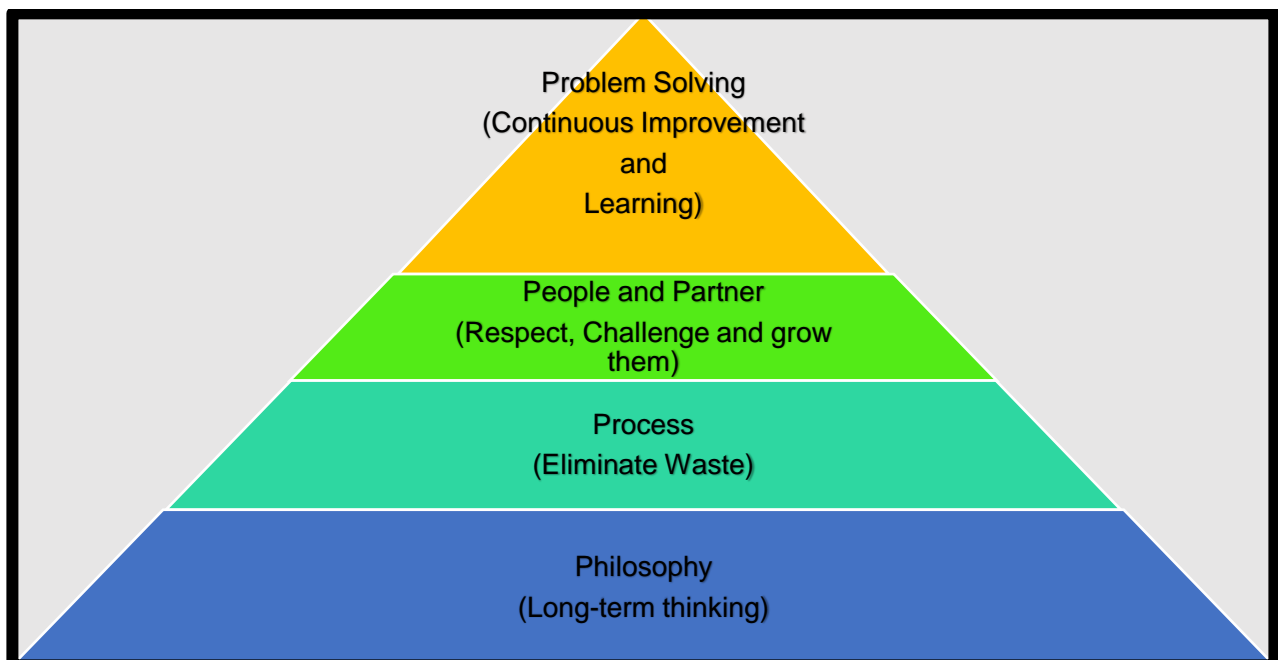 Problem Solving
(Continuous Improvement
and
Learning)
People and Partner
(Respect, Challenge and grow
them)
Process
(Eliminate Waste)
Philosophy
(Long-term thinking)